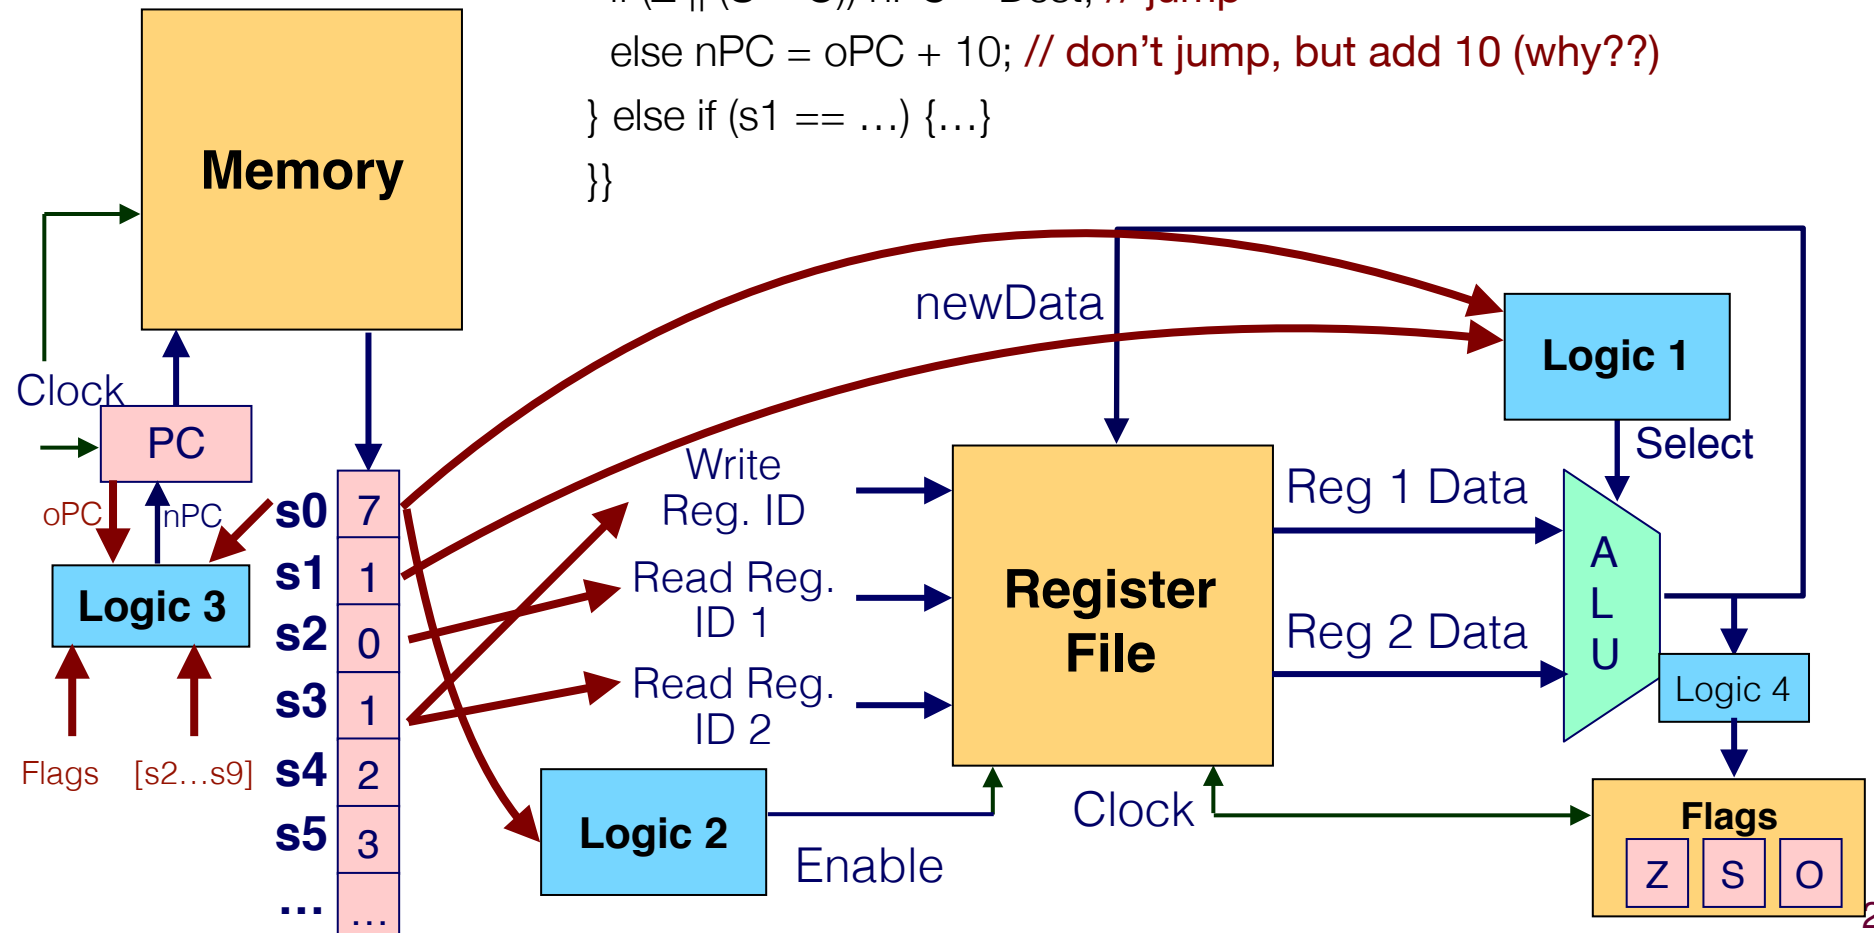 else nPC = oPC + 10; // don't jump, but add 10 (why??)
} else if (s1 == …) {…}
}}
Memory
newData
Logic 1
Clock
PC
Select
oPC
nPC
s0 7
s1 1
s2 0
s3 1
s4 2
s5 3
… …
Write
Reg. ID
Read Reg.
ID 1
Read Reg.
ID 2
Logic 3
Flags
[s2…s9]
Logic 2
Enable
Register
File
Clock
Reg 1 Data
Reg 2 Data
A
L
U
Logic 4
Flags
Z S O